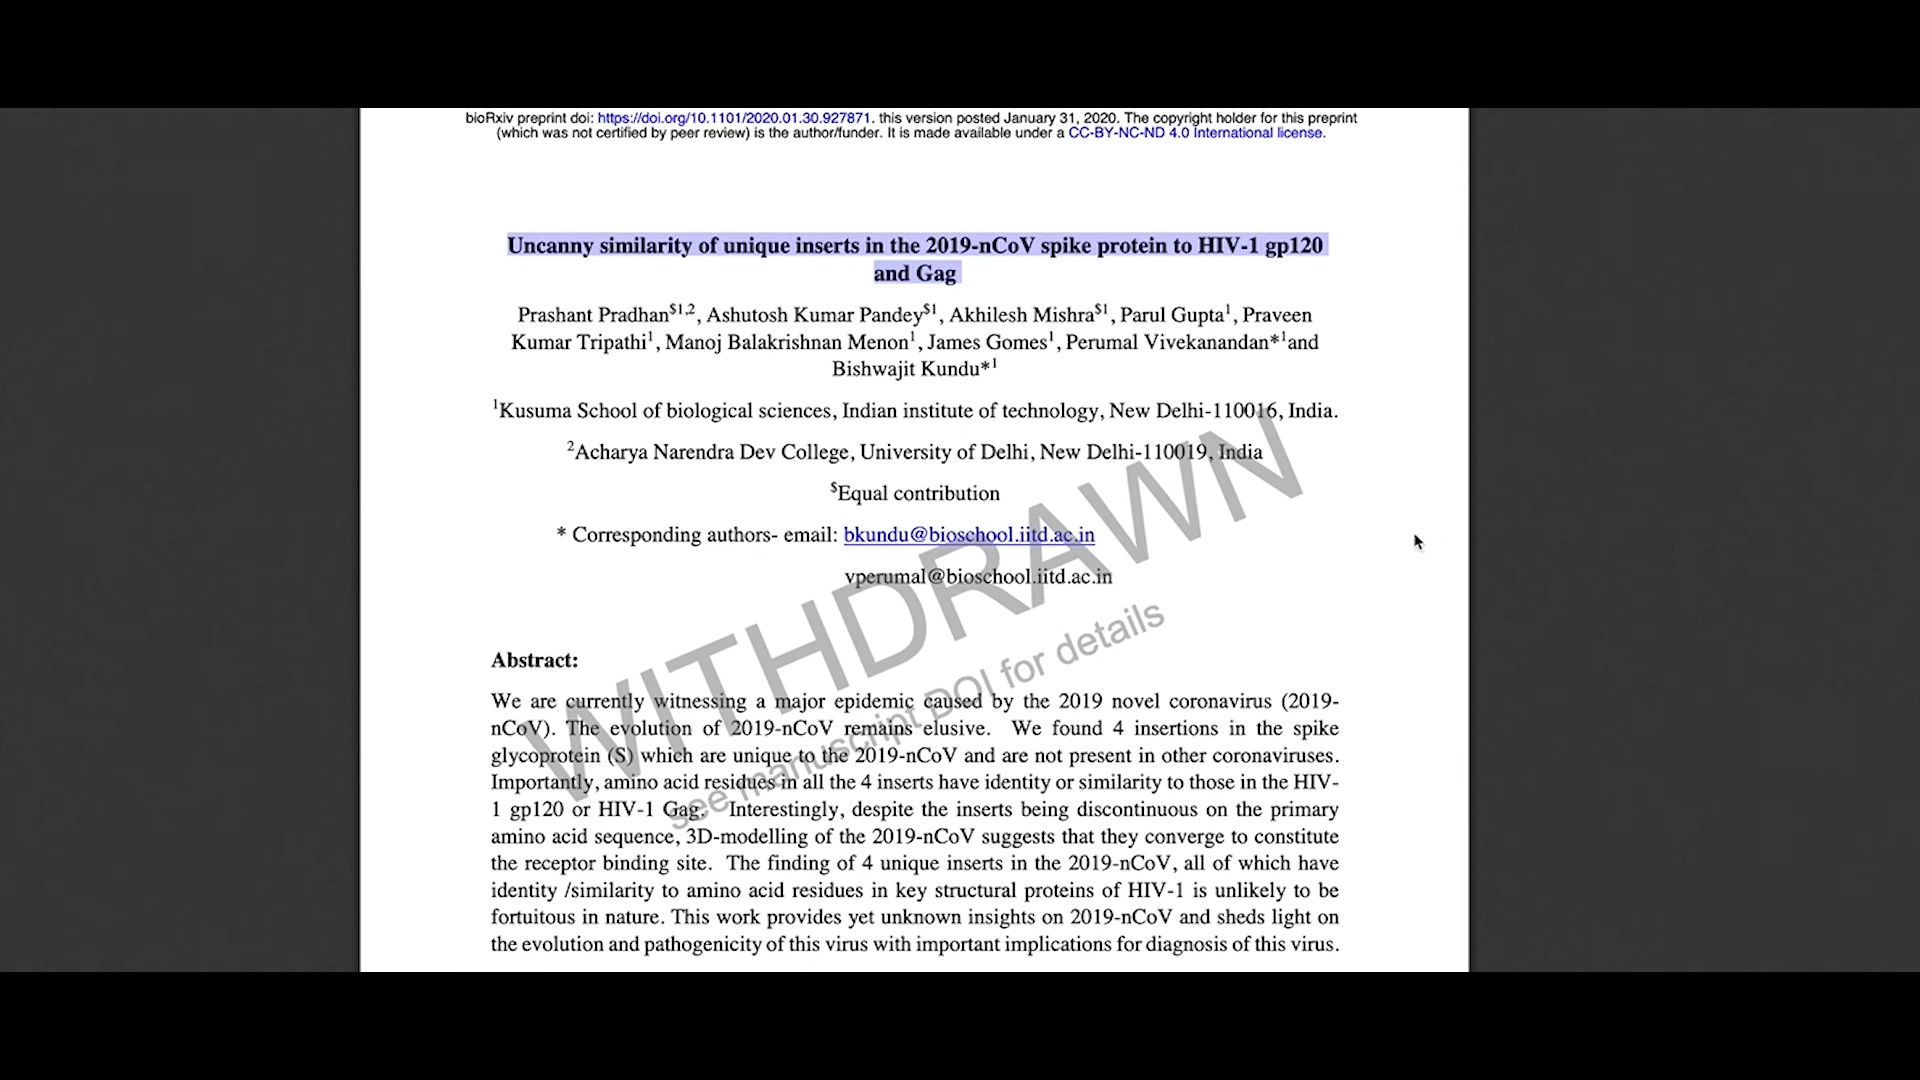 bioRxiv preprint doi: https://doi.org/10.1101/2020.01.30.927871. this version posted January 31, 2020. The copyright holder for this preprint
(which was not certified by peer review) is the author/funder. It is made available under a CC-BY-NC-ND 4.0 International license.
Uncanny similarity of unique inserts in the 2019-nCoV spike protein to HIV-1 gp120
and Gag
Prashant Pradhan$1,2, Ashutosh Kumar Pandey$1, Akhilesh Mishra$1, Parul Gupta1, Praveen
Kumar Tripathi1, Manoj Balakrishnan Menon1, James Gomes1, Perumal Vivekanandan*1and
Bishwajit Kundu*1
1Kusuma School of biological sciences, Indian institute of technology, New Delhi-110016, India.
2Acharya Narendra Dev College, University of Delhi, New Delhi-110019, India
$Equal contribution
* Corresponding authors- email: bkundu@bioschool.iitd.ac.in
vperumal@bioschool.iitd.ac.in
WITHDRAWN
see manuscript DOI for details
Abstract:
We are currently witnessing a major epidemic caused by the 2019 novel coronavirus (2019-
nCoV). The evolution of 2019-nCoV remains elusive. We found 4 insertions in the spike
glycoprotein (S) which are unique to the 2019-nCoV and are not present in other coronaviruses.
Importantly, amino acid residues in all the 4 inserts have identity or similarity to those in the HIV-
1 gp120 or HIV-1 Gag. Interestingly, despite the inserts being discontinuous on the primary
amino acid sequence, 3D-modelling of the 2019-nCoV suggests that they converge to constitute
the receptor binding site. The finding of 4 unique inserts in the 2019-nCoV, all of which have
identity /similarity to amino acid residues in key structural proteins of HIV-1 is unlikely to be
fortuitous in nature. This work provides yet unknown insights on 2019-nCoV and sheds light on
the evolution and pathogenicity of this virus with important implications for diagnosis of this virus.